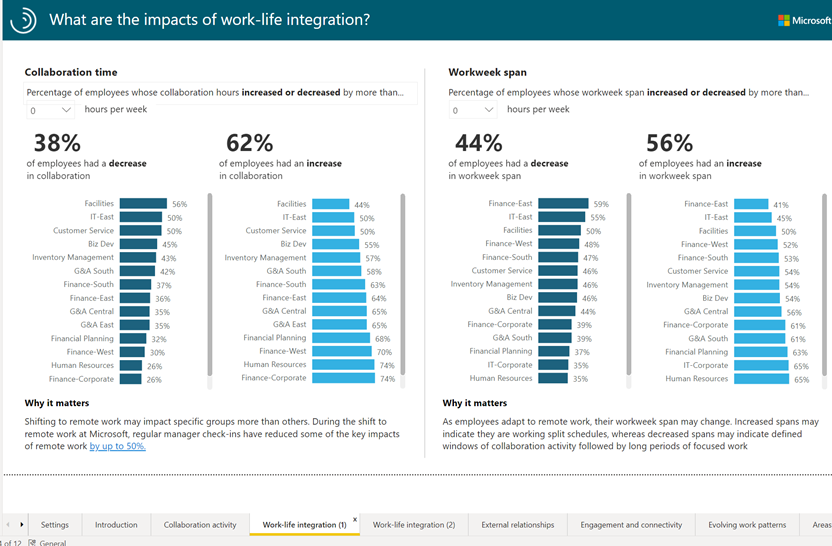 What are the impacts of work-life integration?
Microsoft
Collaboration time
Percentage of employees whose collaboration hours increased or decreased by more than...
0 hours per week
38%
of employees had a decrease
in collaboration
62%
of employees had an increase
in collaboration
Facilities 56%
IT-East 50%
Customer Service 50%
Biz Dev 45%
Inventory Management 43%
G&A South 42%
Finance-South 37%
Finance-East 36%
G&A Central 35%
G&A East 35%
Financial Planning 32%
Finance-West 30%
Human Resources 26%
Finance-Corporate 26%
Facilities 44%
IT-East 50%
Customer Service 50%
Biz Dev 55%
Inventory Management 57%
G&A South 58%
Finance-South 63%
Finance-East 64%
G&A Central 65%
G&A East 65%
Financial Planning 68%
Finance-West 70%
Human Resources 74%
Finance-Corporate 74%
Why it matters
Shifting to remote work may impact specific groups more than others. During the shift to
remote work at Microsoft, regular manager check-ins have reduced some of the key impacts
of remote work by up to 50%.
Workweek span
Percentage of employees whose workweek span increased or decreased by more than...
0 hours per week
44%
of employees had a decrease
in workweek span
56%
of employees had an increase
in workweek span
Finance-East 59%
IT-East 55%
Facilities 50%
Finance-West 48%
Finance-South 47%
Customer Service 46%
Inventory Management 46%
Biz Dev 46%
G&A Central 44%
Finance-Corporate 39%
G&A South 39%
Financial Planning 37%
IT-Corporate 35%
Human Resources 35%
Finance-East 41%
IT-East 45%
Facilities 50%
Finance-West 52%
Finance-South 53%
Customer Service 54%
Inventory Management 54%
Biz Dev 54%
G&A Central 56%
Finance-Corporate 61%
G&A South 61%
Financial Planning 63%
IT-Corporate 65%
Human Resources 65%
Why it matters
As employees adapt to remote work, their workweek span may change. Increased spans may
indicate they are working split schedules, whereas decreased spans may indicate defined
windows of collaboration activity followed by long periods of focused work
Settings Introduction Collaboration activity Work-life integration (1) x Work-life integration (2) External relationships Engagement and connectivity Evolving work patterns Areas
of 12 General